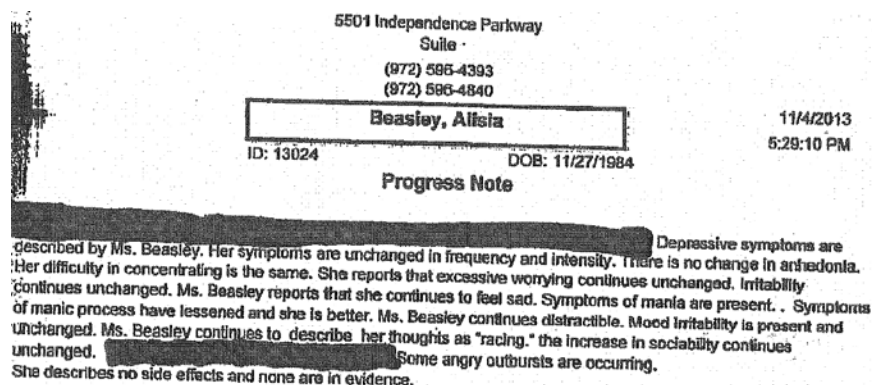 5501 Independence Parkway
Suite
(972) 596-4393
(972) 596-4840
Beasley, Alisia
11/4/2013
5:29:10 PM
ID: 13024 DOB: 11/27/1984
Progress Note
Depressive symptoms are
described by Ms. Beasley. Her symptoms are unchanged in frequency and intensity. There is no change in anhedonia.
Her difficulty in concentrating is the same. She reports that excessive worrying continues unchanged. Irritability
continues unchanged. Ms. Beasley reports that she continues to feel sad. Symptoms of mania are present. . Symptoms
of manic process have lessened and she is better. Ms. Beasley continues distractible. Mood irritability is present and
unchanged. Ms. Beasley continues to describe her thoughts as "racing." the increase in sociability continues
unchanged. Some angry outbursts are occurring.
She describes no side effects and none are in evidence.